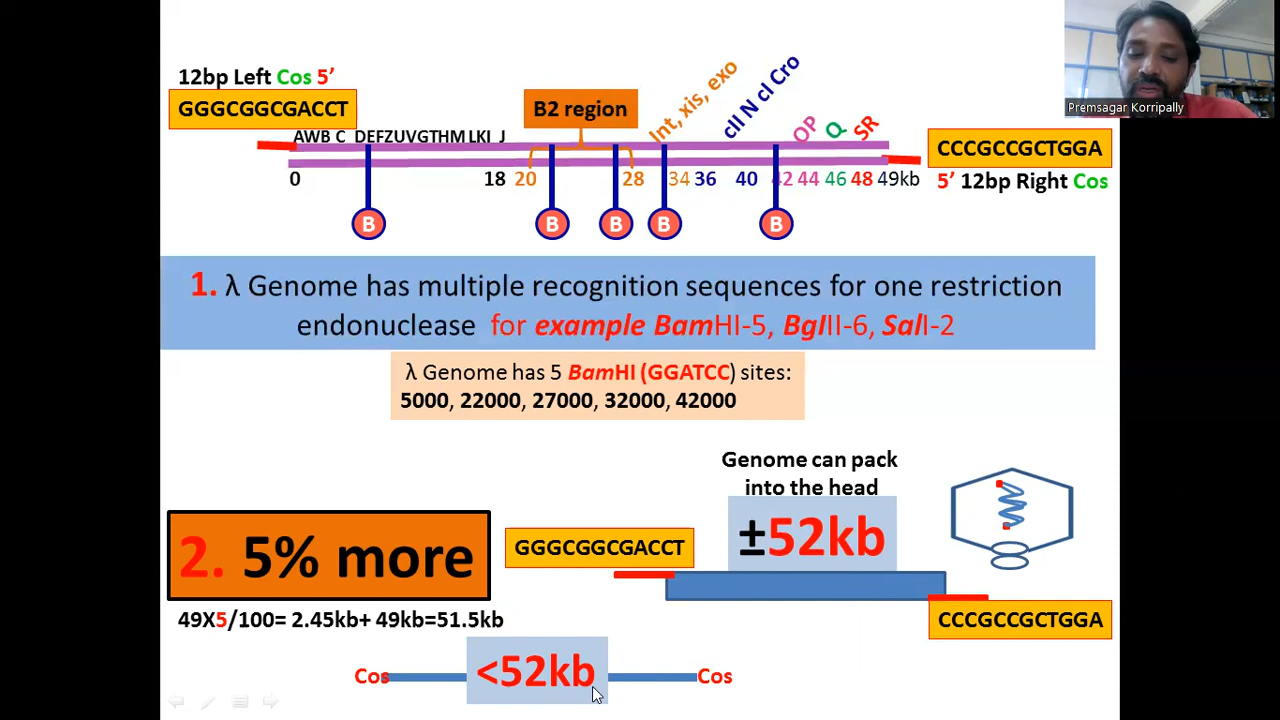 12bp Left Cos 5’
GGGCGGCGACCT
B2 region
Int, xis, exo
cII N cI Cro
OP
Q
SR
AWB C DEFZUVGTHM LKI J
CCCGCCGCTGGA
0 18 20 28 34 36 40 42 44 46 48 49kb
5’ 12bp Right Cos
B B B B B
Premsagar Korripally
1. λ Genome has multiple recognition sequences for one restriction
endonuclease for example BamHI-5, BglII-6, SalI-2
λ Genome has 5 BamHI (GGATCC) sites:
5000, 22000, 27000, 32000, 42000
Genome can pack
into the head
±52kb
2. 5% more
GGGCGGCGACCT
49X5/100= 2.45kb+ 49kb=51.5kb
CCCGCCGCTGGA
Cos <52kb Cos